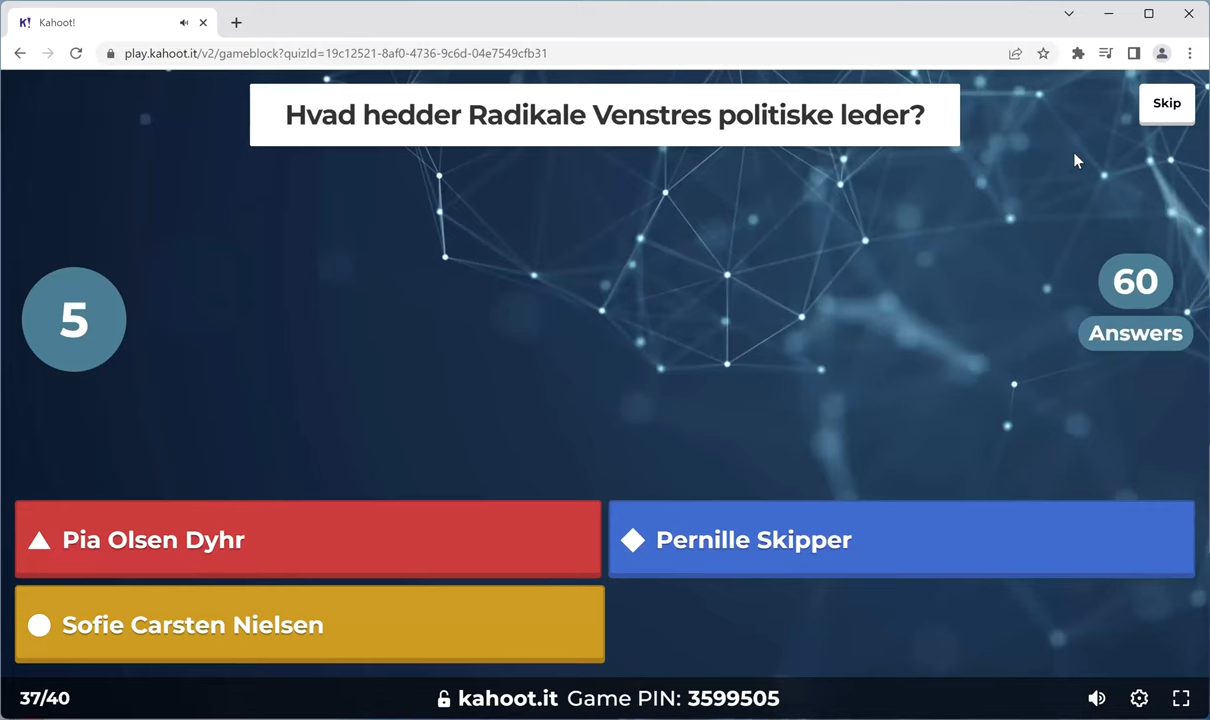 Kahoot!
play.kahoot.it/v2/gameblock?quizId=19c12521-8af0-4736-9c6d-04e7549cfb31
Hvad hedder Radikale Venstres politiske leder?
Skip
5
60
Answers
Pia Olsen Dyhr
Pernille Skipper
Sofie Carsten Nielsen
37/40
kahoot.it Game PIN: 3599505